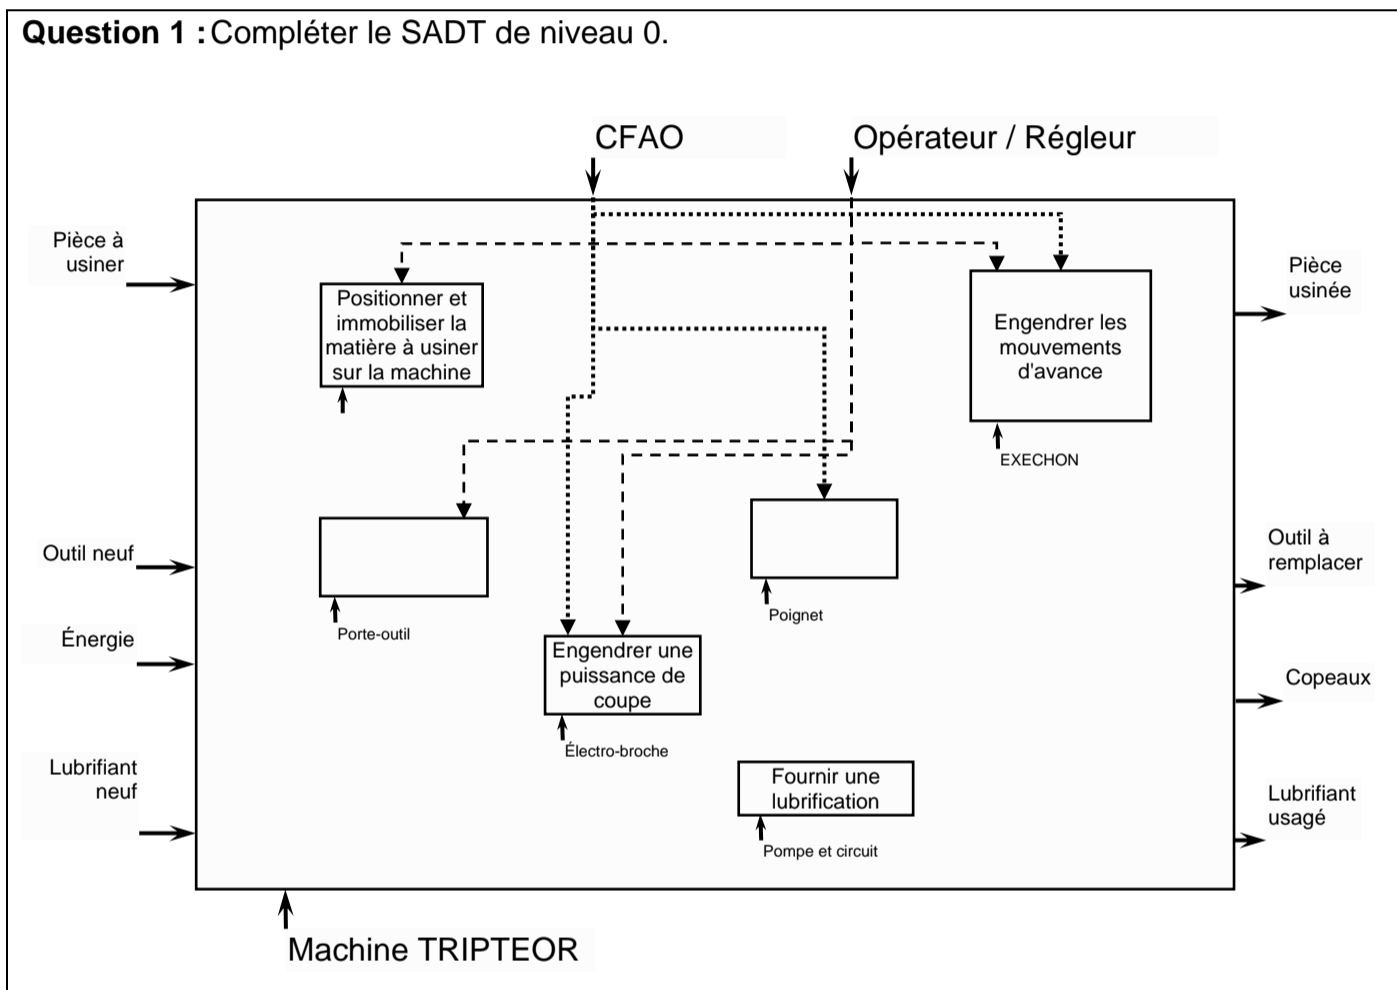 Question 1 : Compléter le SADT de niveau 0.
CFAO
Opérateur / Régleur
Pièce à
usiner
Positionner et
immobiliser la
matière à usiner
sur la machine
Engendrer les
mouvements
d'avance
EXECHON
Pièce
usinée
Outil neuf
Énergie
Lubrifiant
neuf
Porte-outil
Poignet
Engendrer une
puissance de
coupe
Électro-broche
Fournir une
lubrification
Pompe et circuit
Outil à
remplacer
Copeaux
Lubrifiant
usagé
Machine TRIPTEOR